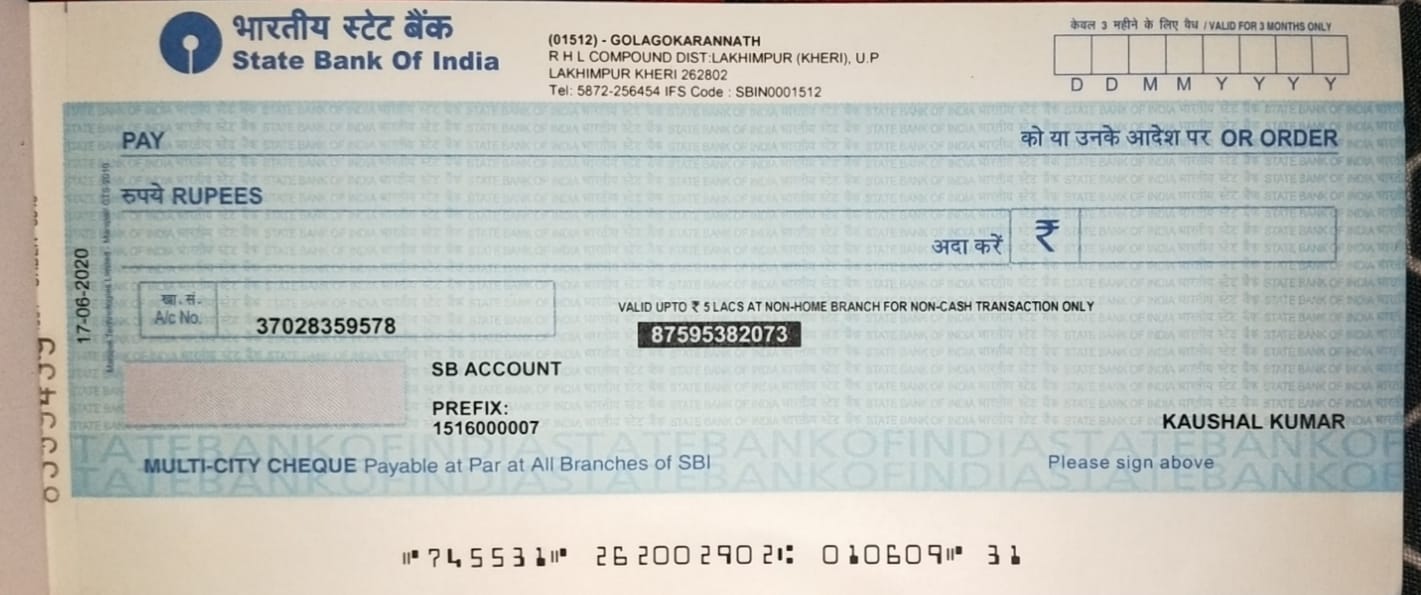 भारतीय स्टेट बैंक
State Bank Of India
(01512) - GOLAGOKARANNATH
R H L COMPOUND DIST:LAKHIMPUR (KHERI), U.P
LAKHIMPUR KHERI 262802
Tel: 5872-256454 IFS Code : SBIN0001512
केवल 3 महीने के लिए वैध / VALID FOR 3 MONTHS ONLY
D D M M Y Y Y Y
PAY
को या उनके आदेश पर OR ORDER
रुपये RUPEES
अदा करें ₹
17-06-2020
खा. सं.
A/c No.
37028359578
VALID UPTO ₹ 5 LACS AT NON-HOME BRANCH FOR NON-CASH TRANSACTION ONLY
87595382073
SB ACCOUNT
PREFIX:
1516000007
KAUSHAL KUMAR
MULTI-CITY CHEQUE Payable at Par at All Branches of SBI
Please sign above
STATEBANKOFINDIASTATEBANKOFINDIASTATEBANKOF
⑈745531⑈ 262002902⑆ 010609⑈ 31